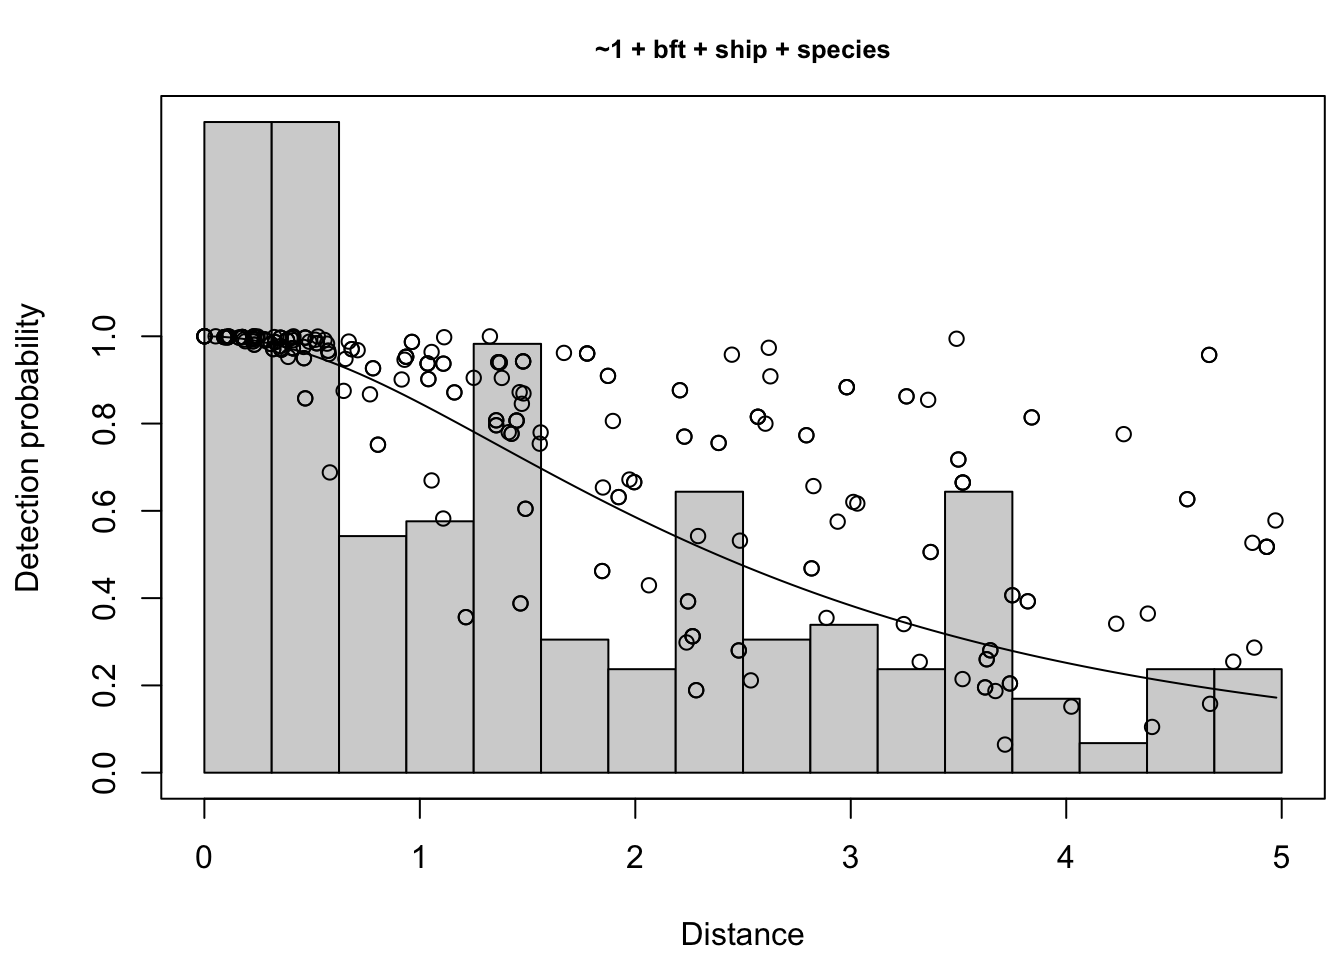 ~1 + bft + ship + species
Detection probability
1.0
0.8
0.6
0.4
0.2
0.0
0 1 2 3 4 5
Distance